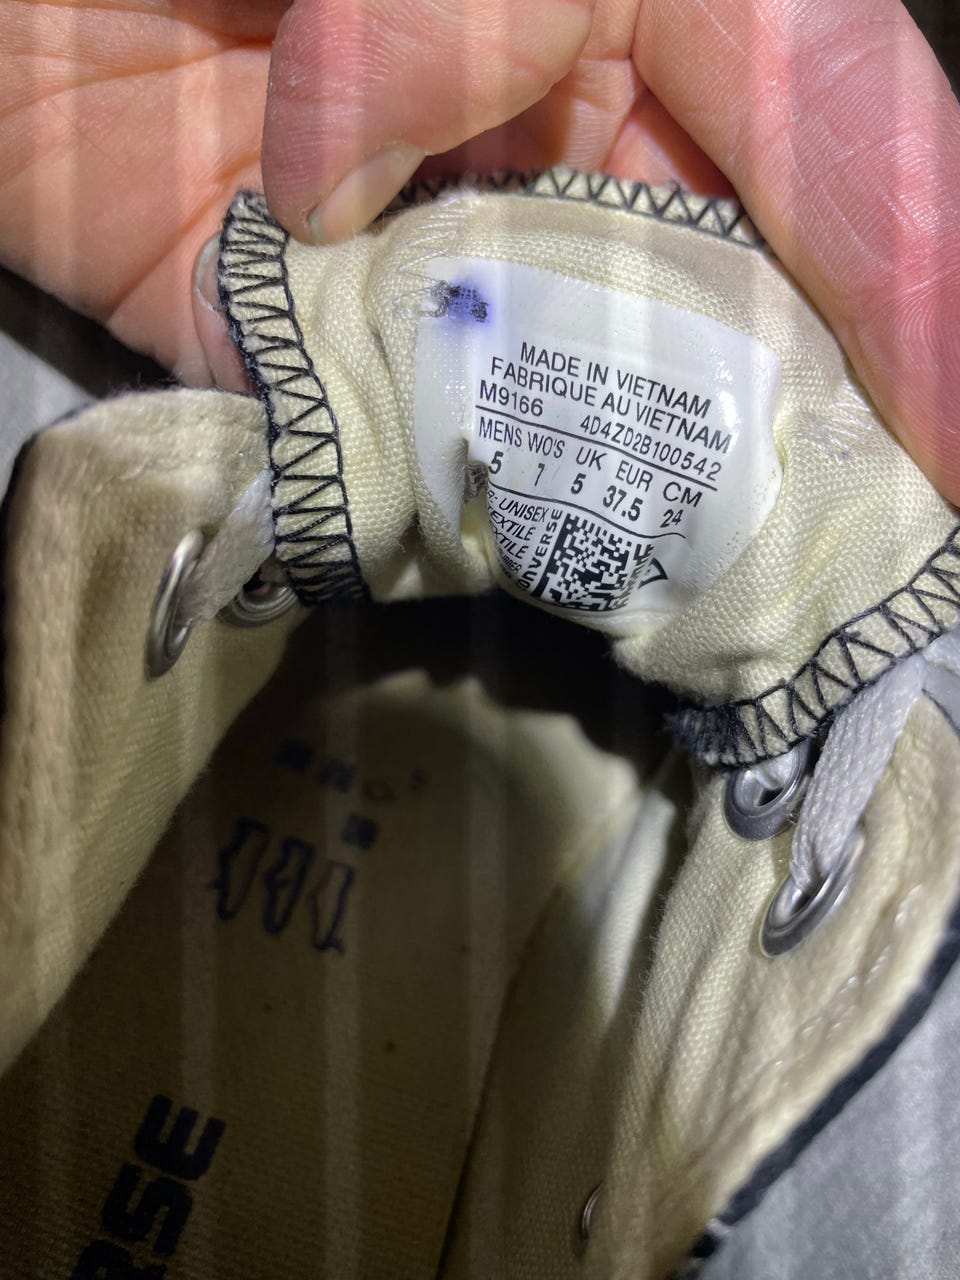 MADE IN VIETNAM
FABRIQUE AU VIETNAM
M9166 4D4ZD2B100542
MENS WO'S UK EUR CM
5 7 5 37.5 24
UNISEX
TEXTILE
TEXTILE
CONVERSE
RSE